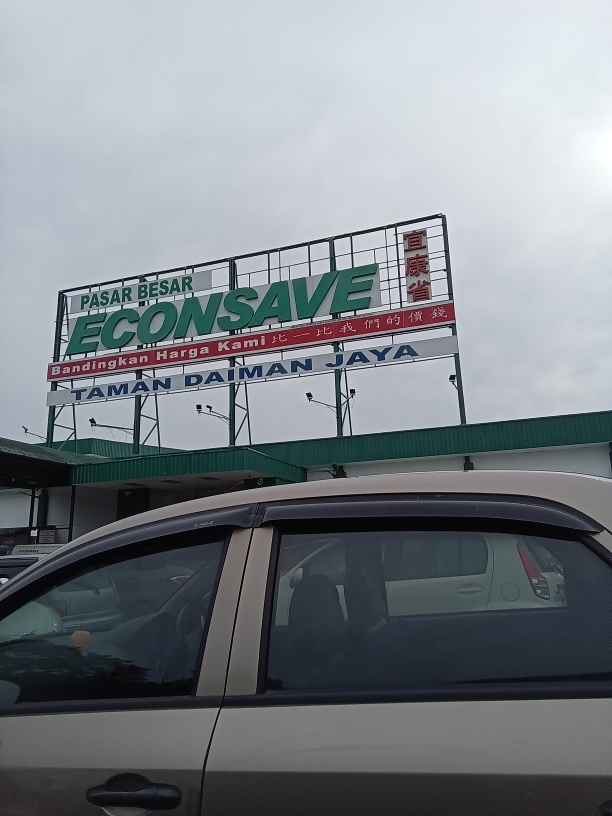 PASAR BESAR
ECONSAVE
宜康省
Bandingkan Harga Kami 比一比我們的價錢
TAMAN DAIMAN JAYA